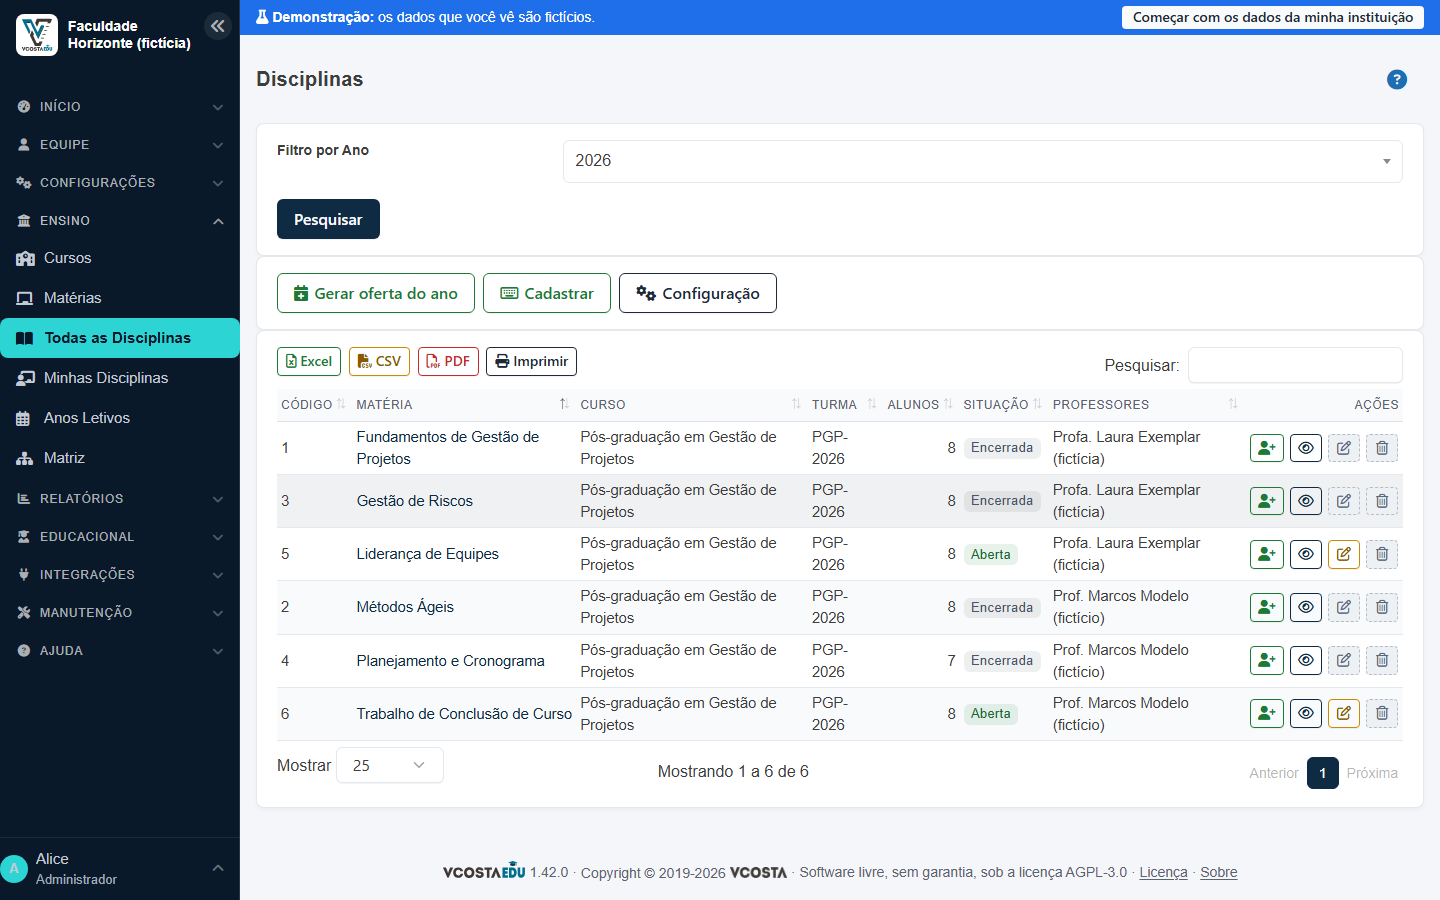 Faculdade
Horizonte (fictícia)
VCOSTAEDU
Demonstração: os dados que você vê são fictícios.
Começar com os dados da minha instituição
INÍCIO
EQUIPE
CONFIGURAÇÕES
ENSINO
Cursos
Matérias
Todas as Disciplinas
Minhas Disciplinas
Anos Letivos
Matriz
RELATÓRIOS
EDUCACIONAL
INTEGRAÇÕES
MANUTENÇÃO
AJUDA
A
Alice
Administrador
Disciplinas
?
Filtro por Ano
2026
Pesquisar
Gerar oferta do ano
Cadastrar
Configuração
Excel
CSV
PDF
Imprimir
Pesquisar:
CÓDIGO MATÉRIA CURSO TURMA ALUNOS SITUAÇÃO PROFESSORES AÇÕES
1 Fundamentos de Gestão de Projetos Pós-graduação em Gestão de Projetos PGP-2026 8 Encerrada Profa. Laura Exemplar (fictícia)
3 Gestão de Riscos Pós-graduação em Gestão de Projetos PGP-2026 8 Encerrada Profa. Laura Exemplar (fictícia)
5 Liderança de Equipes Pós-graduação em Gestão de Projetos PGP-2026 8 Aberta Profa. Laura Exemplar (fictícia)
2 Métodos Ágeis Pós-graduação em Gestão de Projetos PGP-2026 8 Encerrada Prof. Marcos Modelo (fictício)
4 Planejamento e Cronograma Pós-graduação em Gestão de Projetos PGP-2026 7 Encerrada Prof. Marcos Modelo (fictício)
6 Trabalho de Conclusão de Curso Pós-graduação em Gestão de Projetos PGP-2026 8 Aberta Prof. Marcos Modelo (fictício)
Mostrar 25
Mostrando 1 a 6 de 6
Anterior 1 Próxima
VCOSTAEDU 1.42.0 · Copyright © 2019-2026 VCOSTA · Software livre, sem garantia, sob a licença AGPL-3.0 · Licença · Sobre